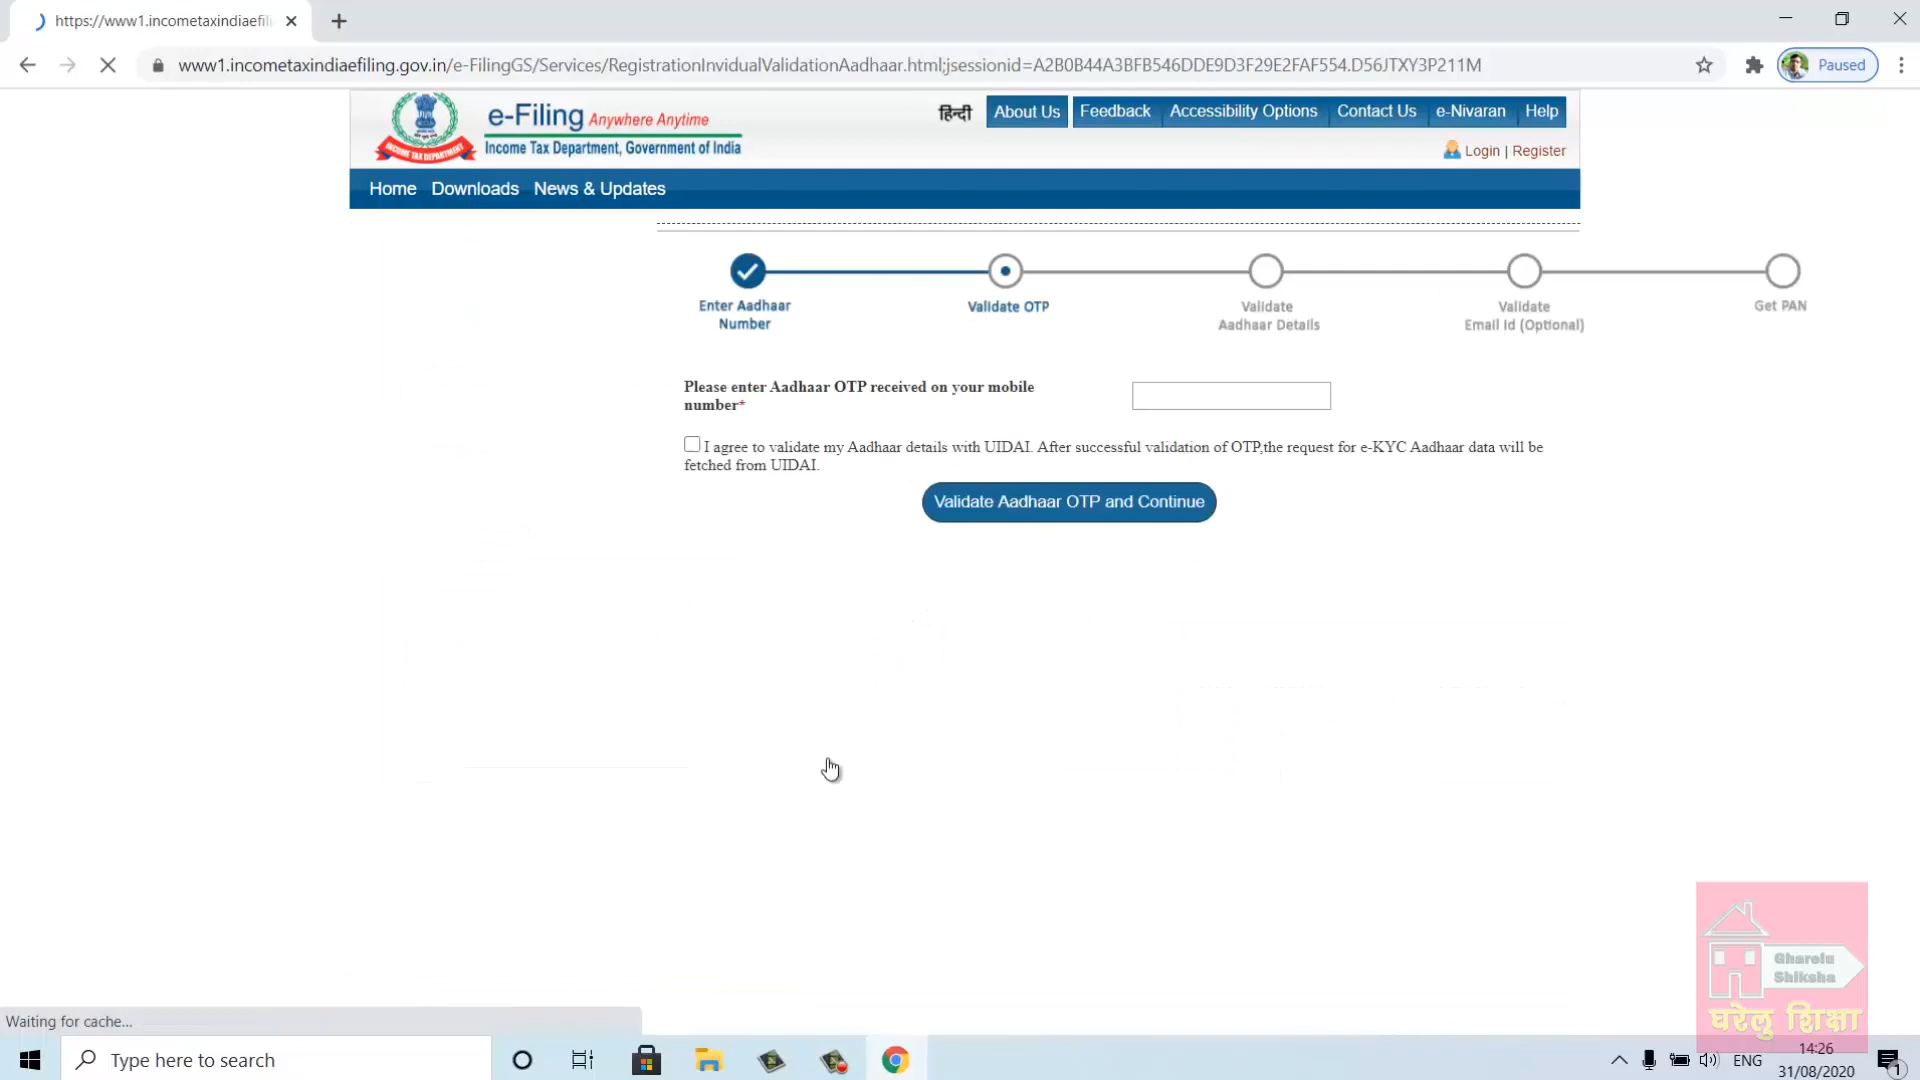 https://www1.incometaxindiaefili
www1.incometaxindiaefiling.gov.in/e-FilingGS/Services/RegistrationInvidualValidationAadhaar.html;jsessionid=A2B0B44A3BFB546DDE9D3F29E2FAF554.D56JTXY3P211M
Paused
e-Filing Anywhere Anytime
Income Tax Department, Government of India
INCOME TAX DEPARTMENT
हिन्दी About Us Feedback Accessibility Options Contact Us e-Nivaran Help
Login | Register
Home Downloads News & Updates
Enter Aadhaar
Number
Validate OTP
Validate
Aadhaar Details
Validate
Email Id (Optional)
Get PAN
Please enter Aadhaar OTP received on your mobile
number*
I agree to validate my Aadhaar details with UIDAI. After successful validation of OTP,the request for e-KYC Aadhaar data will be
fetched from UIDAI.
Validate Aadhaar OTP and Continue
Gharelu
Shiksha
घरेलु शिक्षा
Waiting for cache...
Type here to search
ENG
14:26
31/08/2020
1